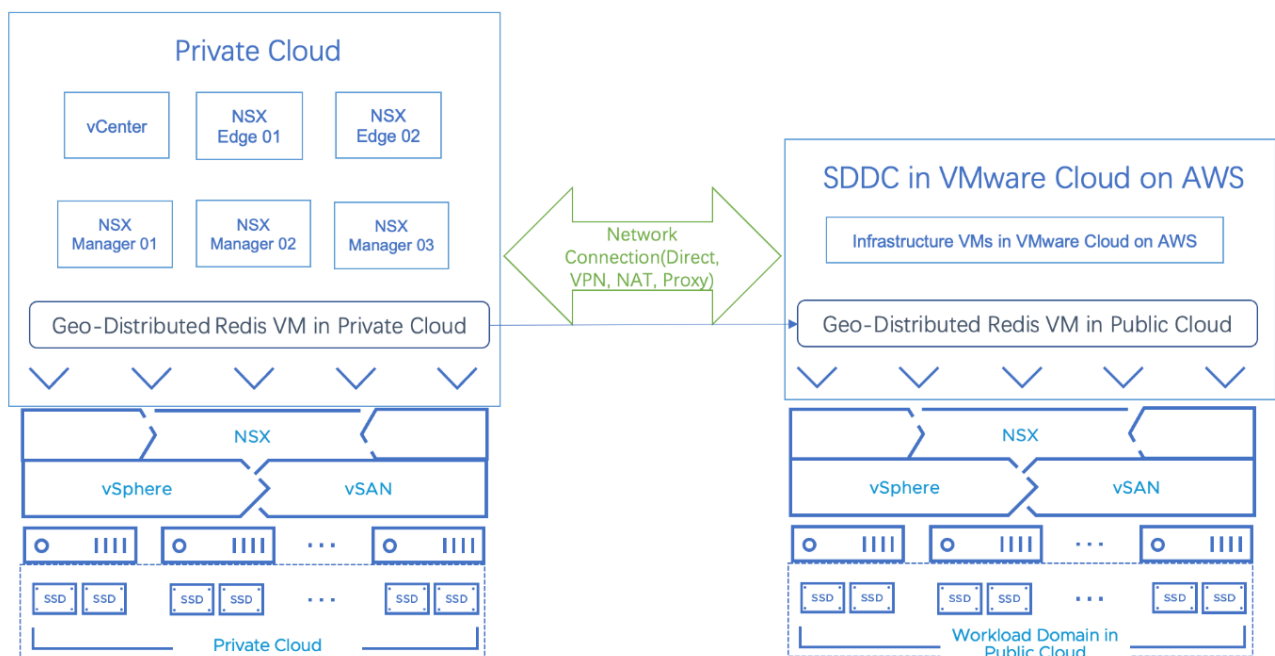 Private Cloud
vCenter
NSX
Edge 01
NSX
Edge 02
NSX
Manager 01
NSX
Manager 02
NSX
Manager 03
Geo-Distributed Redis VM in Private Cloud
NSX
vSphere
vSAN
...
SSD
SSD
SSD
SSD
...
SSD
SSD
Private Cloud
Network
Connection(Direct,
VPN, NAT, Proxy)
SDDC in VMware Cloud on AWS
Infrastructure VMs in VMware Cloud on AWS
Geo-Distributed Redis VM in Public Cloud
NSX
vSphere
vSAN
...
SSD
SSD
SSD
SSD
...
SSD
SSD
Workload Domain in
Public Cloud